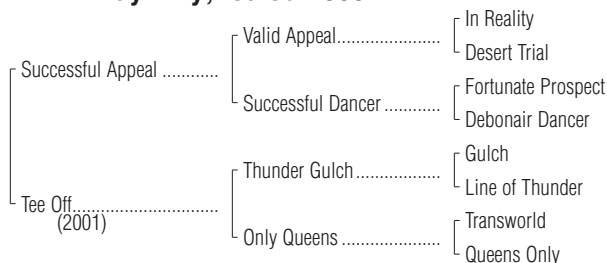 In Reality
Valid Appeal
Desert Trial
Successful Appeal
Fortunate Prospect
Successful Dancer
Debonair Dancer
Gulch
Thunder Gulch
Line of Thunder
Tee Off
(2001)
Transworld
Only Queens
Queens Only